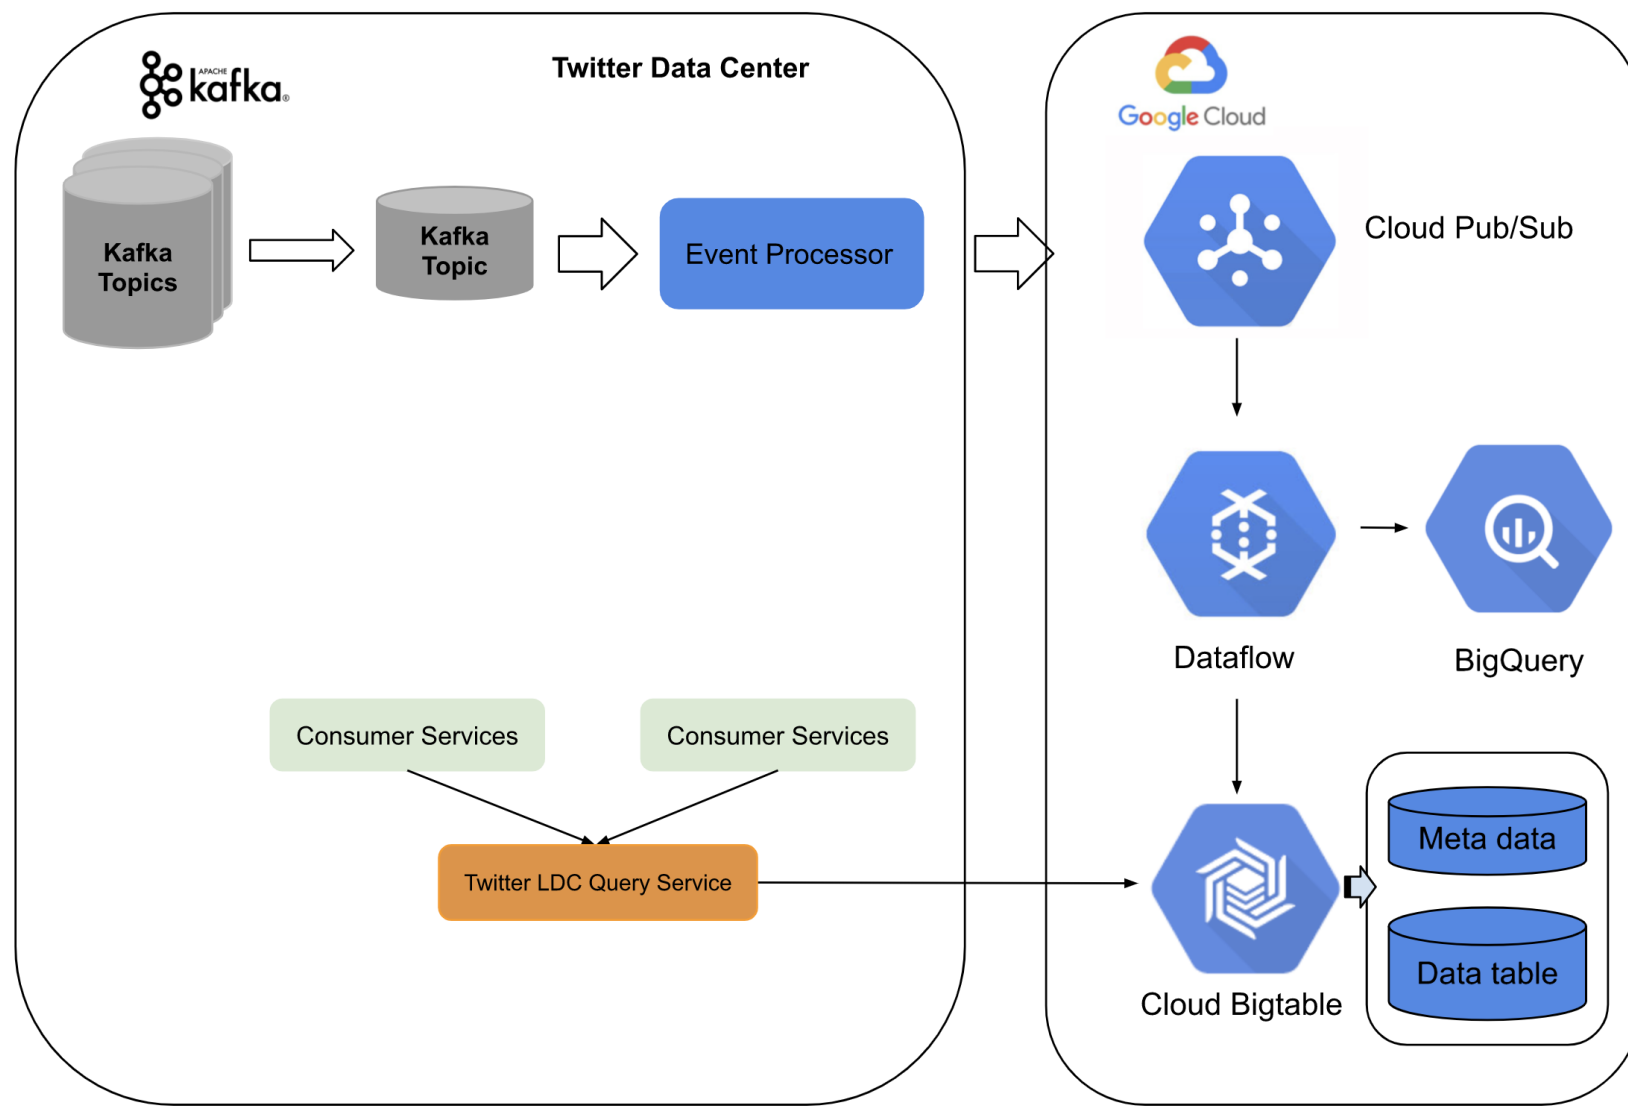 APACHE
kafka®
Twitter Data Center
Kafka
Topics
Kafka
Topic
Event Processor
Consumer Services
Consumer Services
Twitter LDC Query Service
Google Cloud
Cloud Pub/Sub
Dataflow
BigQuery
Cloud Bigtable
Meta data
Data table